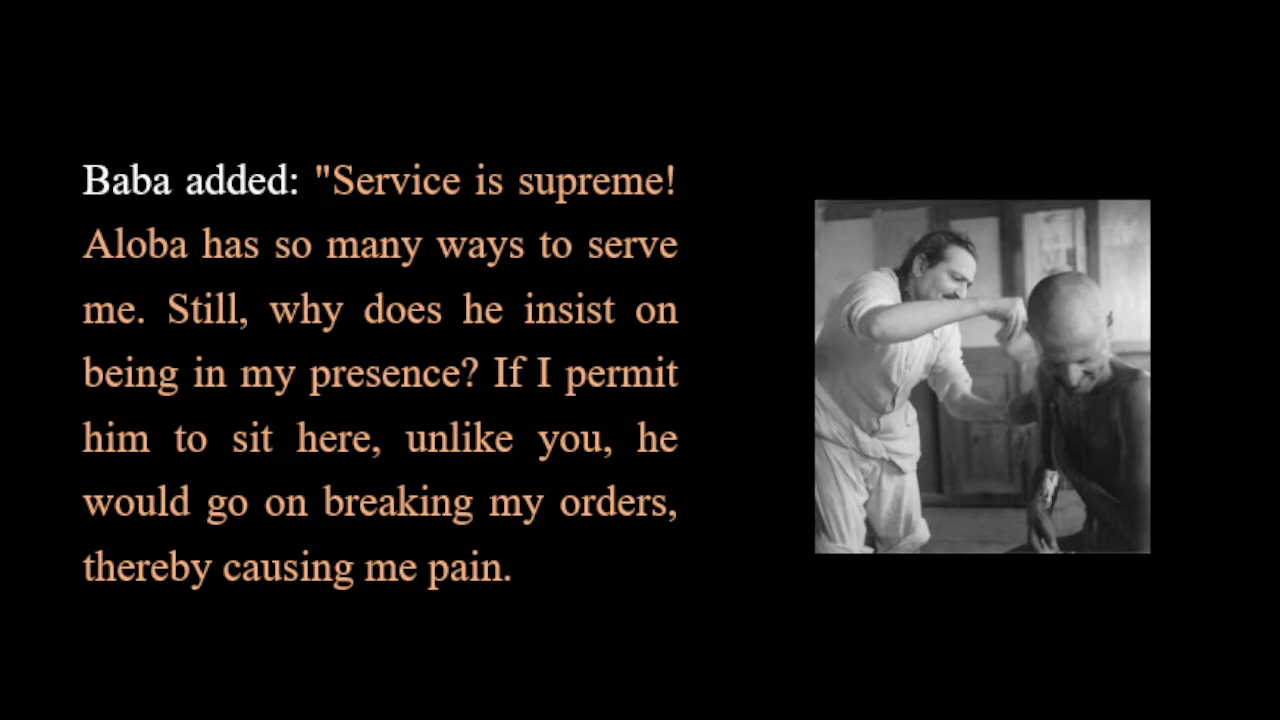 Baba added: "Service is supreme!
Aloba has so many ways to serve
me. Still, why does he insist on
being in my presence? If I permit
him to sit here, unlike you, he
would go on breaking my orders,
thereby causing me pain.